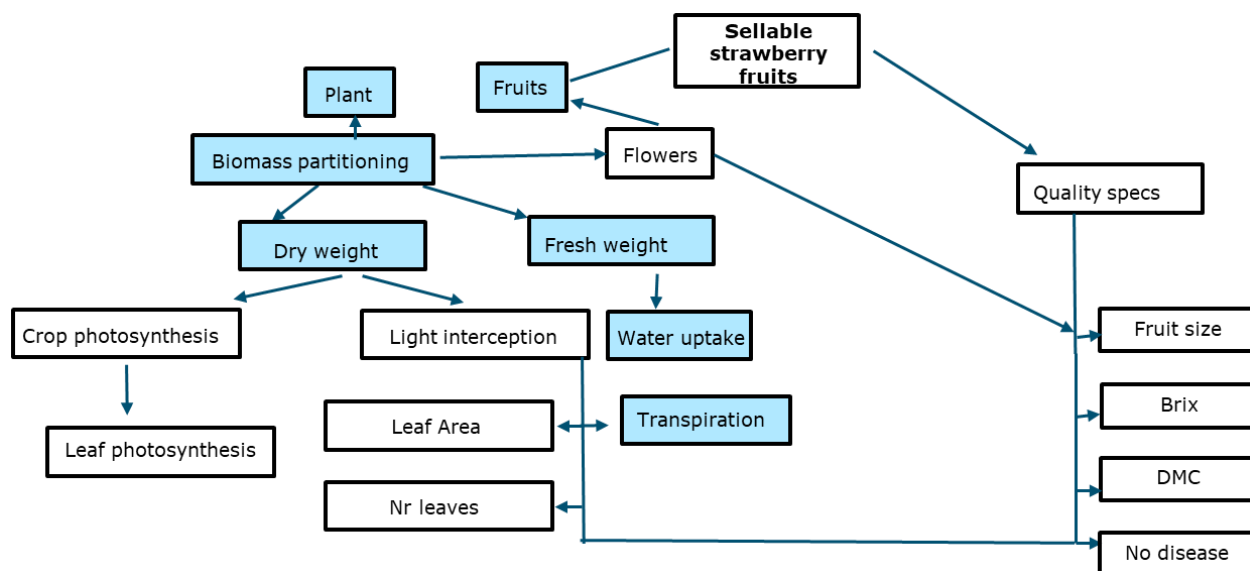 Sellable
strawberry
fruits
Plant
Fruits
Biomass partitioning
Flowers
Quality specs
Dry weight
Fresh weight
Crop photosynthesis
Light interception
Water uptake
Fruit size
Leaf Area
Transpiration
Brix
Leaf photosynthesis
DMC
Nr leaves
No disease